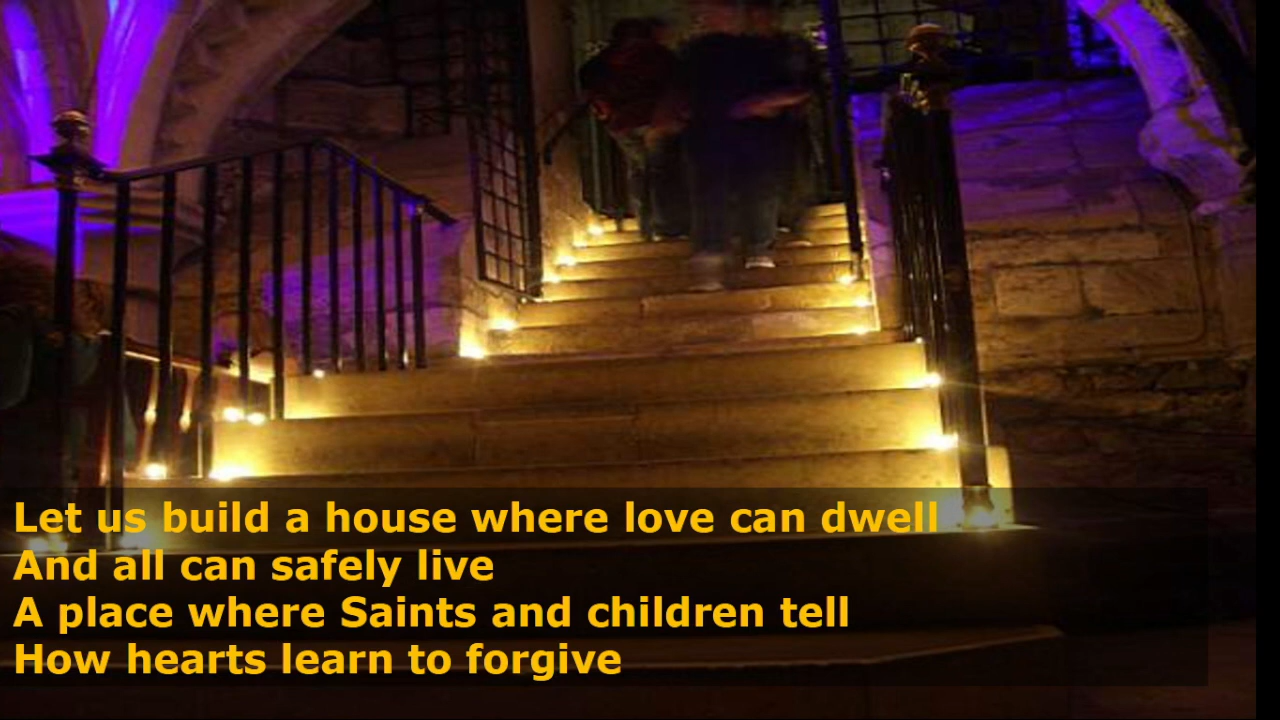 Let us build a house where love can dwell
And all can safely live
A place where Saints and children tell
How hearts learn to forgive